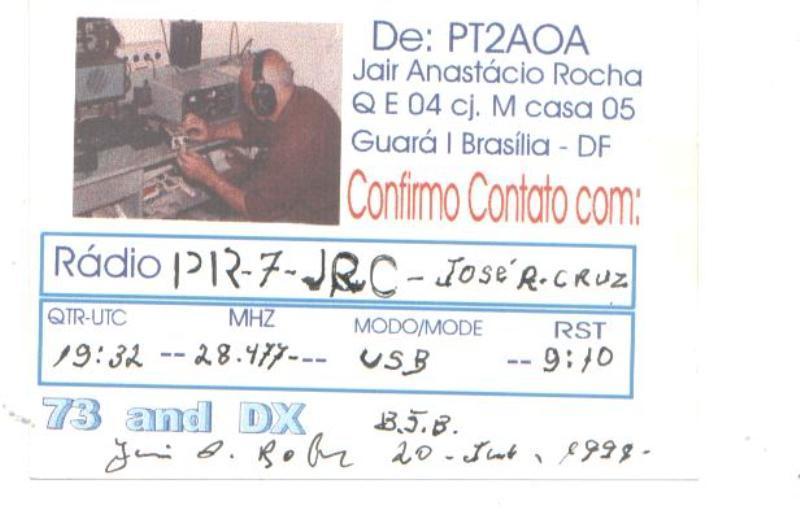 De: PT2AOA
Jair Anastácio Rocha
Q E 04 cj. M casa 05
Guará I Brasília - DF
Confirmo Contato com:
Rádio PR-7-JRC - JOSÉ R. CRUZ
QTR-UTC MHZ MODO/MODE RST
19:32 -- 28.477--- USB -- 9:10
73 and DX B.S.B.
20 -